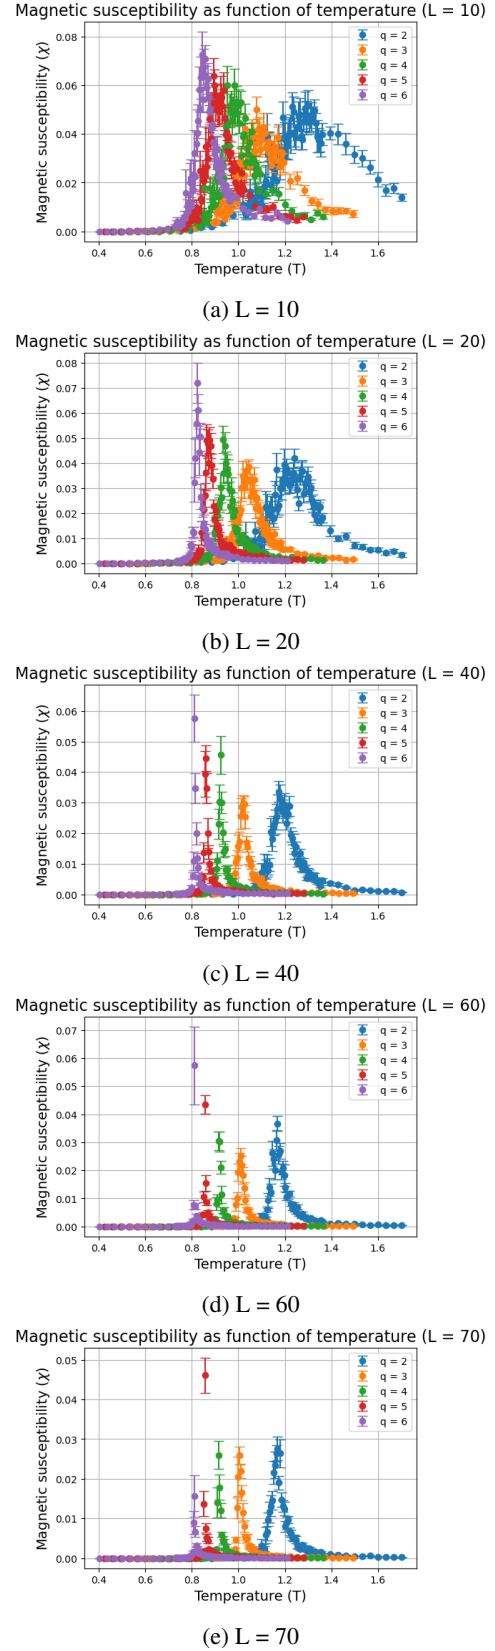 Magnetic susceptibility as function of temperature (L = 10)
Magnetic susceptibility (χ)
0.08
0.06
0.04
0.02
0.00
q = 2
q = 3
q = 4
q = 5
q = 6
0.4 0.6 0.8 1.0 1.2 1.4 1.6
Temperature (T)
(a) L = 10
Magnetic susceptibility as function of temperature (L = 20)
Magnetic susceptibility (χ)
0.08
0.07
0.06
0.05
0.04
0.03
0.02
0.01
0.00
q = 2
q = 3
q = 4
q = 5
q = 6
0.4 0.6 0.8 1.0 1.2 1.4 1.6
Temperature (T)
(b) L = 20
Magnetic susceptibility as function of temperature (L = 40)
Magnetic susceptibility (χ)
0.06
0.05
0.04
0.03
0.02
0.01
0.00
q = 2
q = 3
q = 4
q = 5
q = 6
0.4 0.6 0.8 1.0 1.2 1.4 1.6
Temperature (T)
(c) L = 40
Magnetic susceptibility as function of temperature (L = 60)
Magnetic susceptibility (χ)
0.07
0.06
0.05
0.04
0.03
0.02
0.01
0.00
q = 2
q = 3
q = 4
q = 5
q = 6
0.4 0.6 0.8 1.0 1.2 1.4 1.6
Temperature (T)
(d) L = 60
Magnetic susceptibility as function of temperature (L = 70)
Magnetic susceptibility (χ)
0.05
0.04
0.03
0.02
0.01
0.00
q = 2
q = 3
q = 4
q = 5
q = 6
0.4 0.6 0.8 1.0 1.2 1.4 1.6
Temperature (T)
(e) L = 70